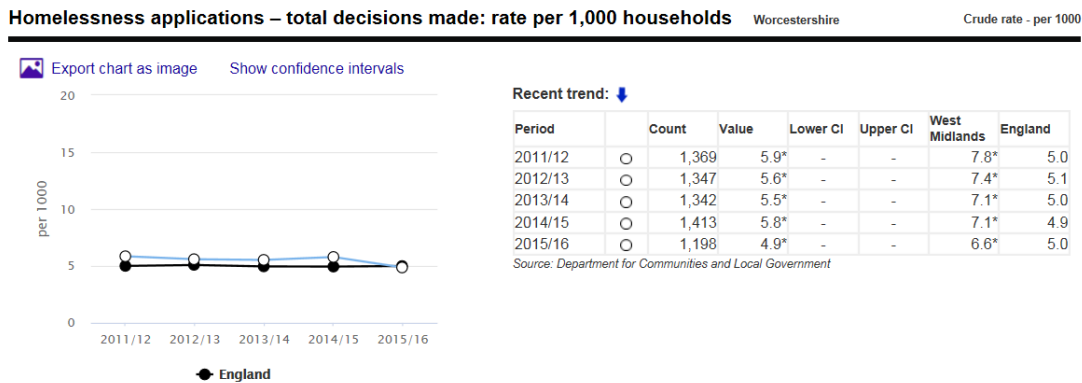 Homelessness applications – total decisions made: rate per 1,000 households Worcestershire Crude rate - per 1000
Export chart as image Show confidence intervals
20
15
10
5
0
per 1000
2011/12 2012/13 2013/14 2014/15 2015/16
England
Recent trend:
Period Count Value Lower CI Upper CI West Midlands England
2011/12 1,369 5.9* - - 7.8* 5.0
2012/13 1,347 5.6* - - 7.4* 5.1
2013/14 1,342 5.5* - - 7.1* 5.0
2014/15 1,413 5.8* - - 7.1* 4.9
2015/16 1,198 4.9* - - 6.6* 5.0
Source: Department for Communities and Local Government